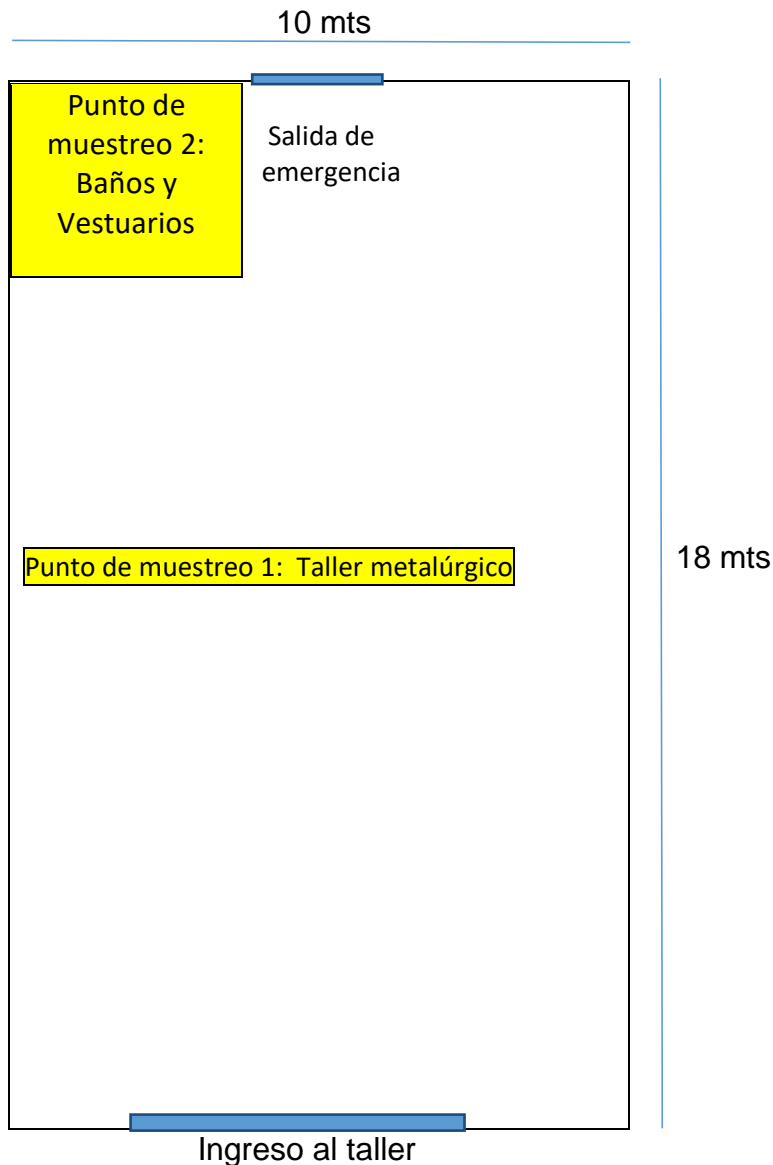 10 mts
Punto de
muestreo 2:
Baños y
Vestuarios
Salida de
emergencia
Punto de muestreo 1: Taller metalúrgico
18 mts
Ingreso al taller